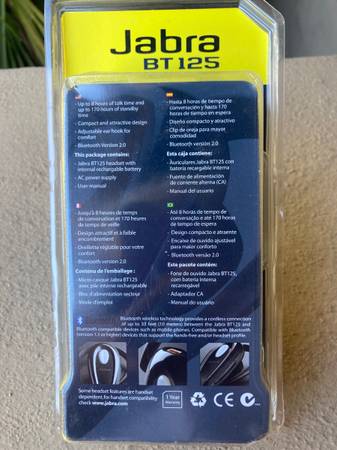 Jabra
BT125
- Up to 8 hours of talk time and
up to 170 hours of standby
time
- Compact and attractive design
- Adjustable ear hook for
comfort
- Bluetooth Version 2.0
This package contains:
- Jabra BT125 headset with
internal rechargeable battery
- AC power supply
- User manual
- Hasta 8 horas de tiempo de
conversación y hasta 170
horas de tiempo en espera
- Diseño compacto y atractivo
- Clip de oreja para mayor
comodidad
- Bluetooth versión 2.0
Esta caja contiene:
- Auriculares Jabra BT125 con
batería recargable interna
- Fuente de alimentación
de corriente alterna (CA)
- Manual del usuario
- Jusqu'à 8 heures de temps
de conversation et 170 heures
de temps de veille
- Design attractif et à faible
encombrement
- Oreillette réglable pour votre
confort
- Bluetooth version 2.0
Contenu de l'emballage :
- Micro-casque Jabra BT125
avec pile interne rechargeable
- Bloc d'alimentation secteur
- Mode d'emploi
- Até 8 horas de tempo de
conversação e até 170 horas
de tempo de espera
- Design compacto e atraente
- Encaixe de ouvido ajustável
para maior conforto
- Bluetooth versão 2.0
Este pacote contém:
- Fone de ouvido Jabra BT125,
com bateria interna
recarregável
- Adaptador CA
- Manual do usuário
Bluetooth wireless technology provides a cordless connection
of up to 33 feet (10 meters) between the Jabra BT125 and
Bluetooth compatible devices such as mobile phones. Compatible with Bluetooth
version 1.1 or higher) devices that support the hands-free and/or headset profile.
Some headset features are handset
dependent. For handset compatibility
check www.jabra.com
1 Year
Warranty
CE